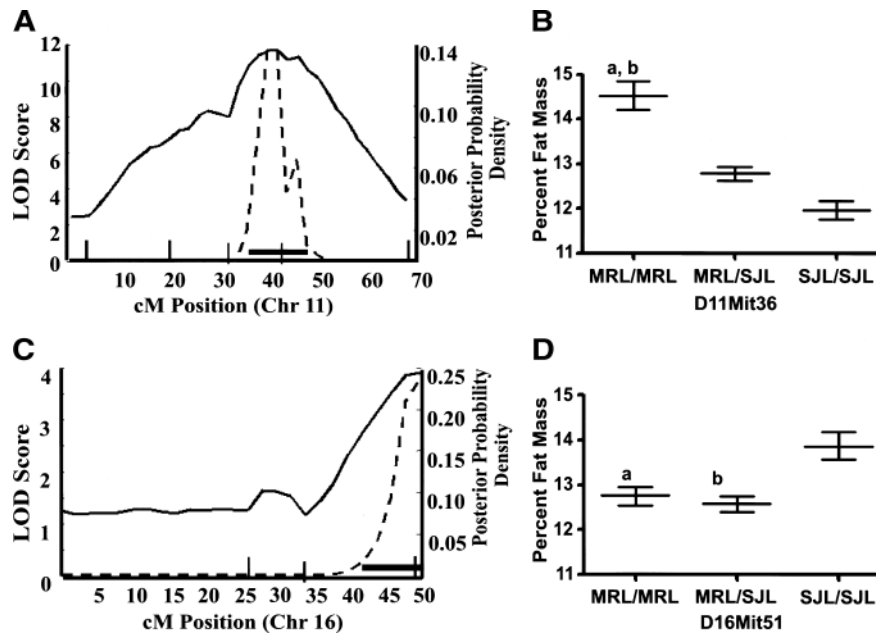 A
12
10
8
6
4
2
0
LOD Score
0.14
0.10
0.06
0.02
Posterior Probability
Density
10 20 30 40 50 60 70
cM Position (Chr 11)
B
15
14
13
12
11
Percent Fat Mass
a, b
MRL/MRL MRL/SJL SJL/SJL
D11Mit36
C
4
3
2
1
0
LOD Score
0.25
0.20
0.15
0.10
0.05
Posterior Probability
Density
5 10 15 20 25 30 35 40 45 50
cM Position (Chr 16)
D
15
14
13
12
11
Percent Fat Mass
a
b
MRL/MRL MRL/SJL SJL/SJL
D16Mit51